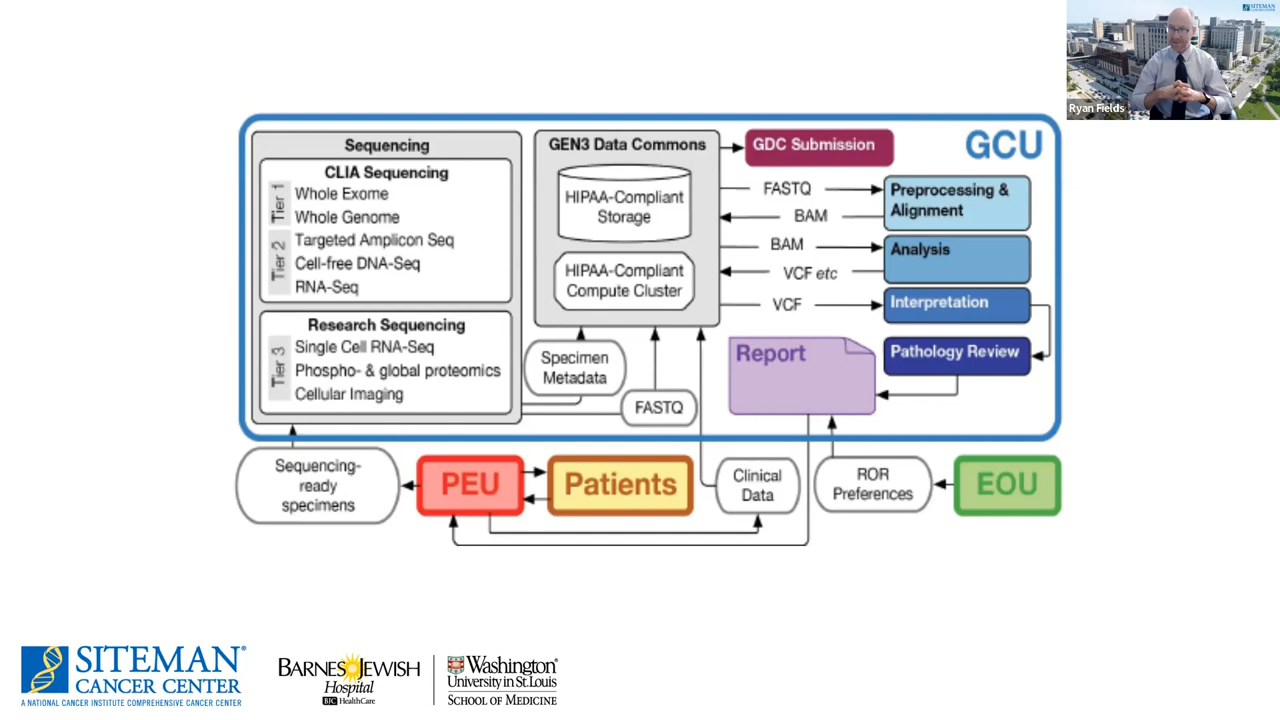 SITEMAN
CANCER CENTER
Ryan Fields
GCU
Sequencing
CLIA Sequencing
Tier 1
Whole Exome
Whole Genome
Tier 2
Targeted Amplicon Seq
Cell-free DNA-Seq
RNA-Seq
Research Sequencing
Tier 3
Single Cell RNA-Seq
Phospho- & global proteomics
Cellular Imaging
GEN3 Data Commons
HIPAA-Compliant
Storage
HIPAA-Compliant
Compute Cluster
GDC Submission
FASTQ
BAM
Preprocessing &
Alignment
BAM
VCF etc
Analysis
VCF
Interpretation
Pathology Review
Report
Specimen
Metadata
FASTQ
Sequencing-
ready
specimens
PEU
Patients
Clinical
Data
ROR
Preferences
EOU
SITEMAN®
CANCER CENTER
A NATIONAL CANCER INSTITUTE COMPREHENSIVE CANCER CENTER
BARNES JEWISH
Hospital
BJC HealthCare
Washington
University in St. Louis
SCHOOL OF MEDICINE